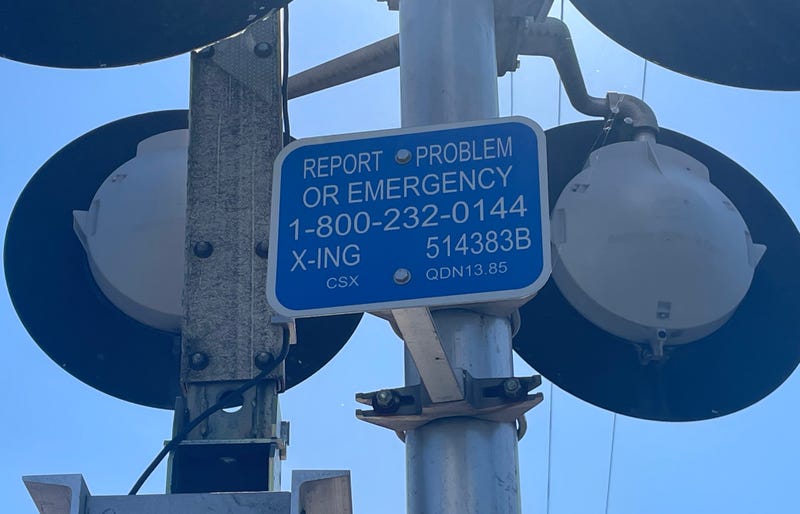 REPORT PROBLEM
OR EMERGENCY
1-800-232-0144
X-ING 514383B
CSX QDN13.85